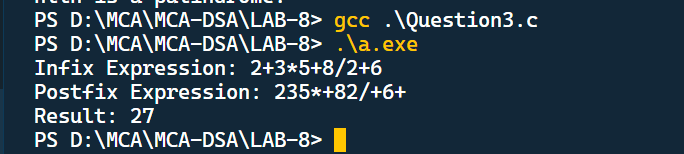 PS D:\MCA\MCA-DSA\LAB-8> gcc .\Question3.c
PS D:\MCA\MCA-DSA\LAB-8> .\a.exe
Infix Expression: 2+3*5+8/2+6
Postfix Expression: 235*+82/+6+
Result: 27
PS D:\MCA\MCA-DSA\LAB-8>